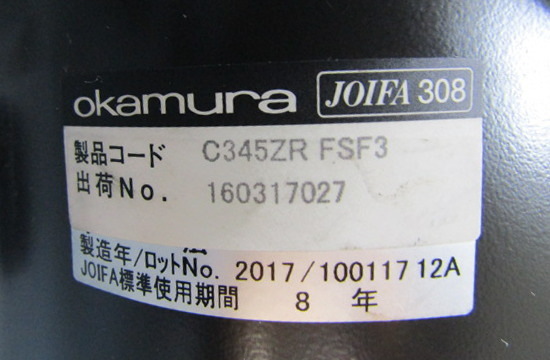 okamura JOIFA 308
製品コード C345ZR FSF3
出荷No. 160317027
製造年/ロットNo. 2017/10011712A
JOIFA標準使用期間 8 年